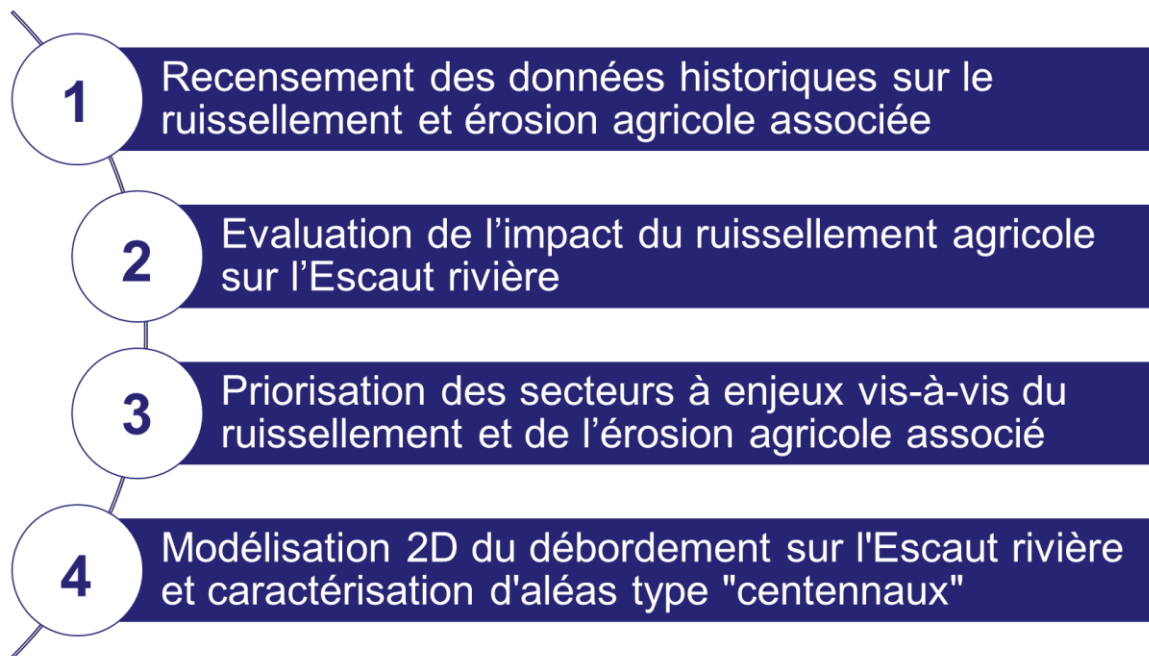 1
Recensement des données historiques sur le
ruissellement et érosion agricole associée
2
Evaluation de l’impact du ruissellement agricole
sur l’Escaut rivière
3
Priorisation des secteurs à enjeux vis-à-vis du
ruissellement et de l’érosion agricole associé
4
Modélisation 2D du débordement sur l'Escaut rivière
et caractérisation d'aléas type "centennaux"